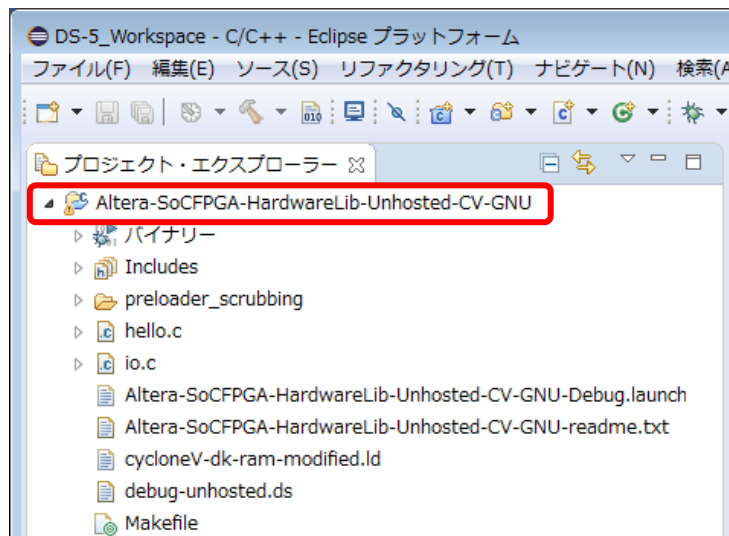 DS-5_Workspace - C/C++ - Eclipse プラットフォーム
ファイル(F) 編集(E) ソース(S) リファクタリング(T) ナビゲート(N) 検索(A
010
プロジェクト・エクスプローラー
Altera-SoCFPGA-HardwareLib-Unhosted-CV-GNU
バイナリー
Includes
preloader_scrubbing
hello.c
io.c
Altera-SoCFPGA-HardwareLib-Unhosted-CV-GNU-Debug.launch
Altera-SoCFPGA-HardwareLib-Unhosted-CV-GNU-readme.txt
cycloneV-dk-ram-modified.ld
debug-unhosted.ds
Makefile